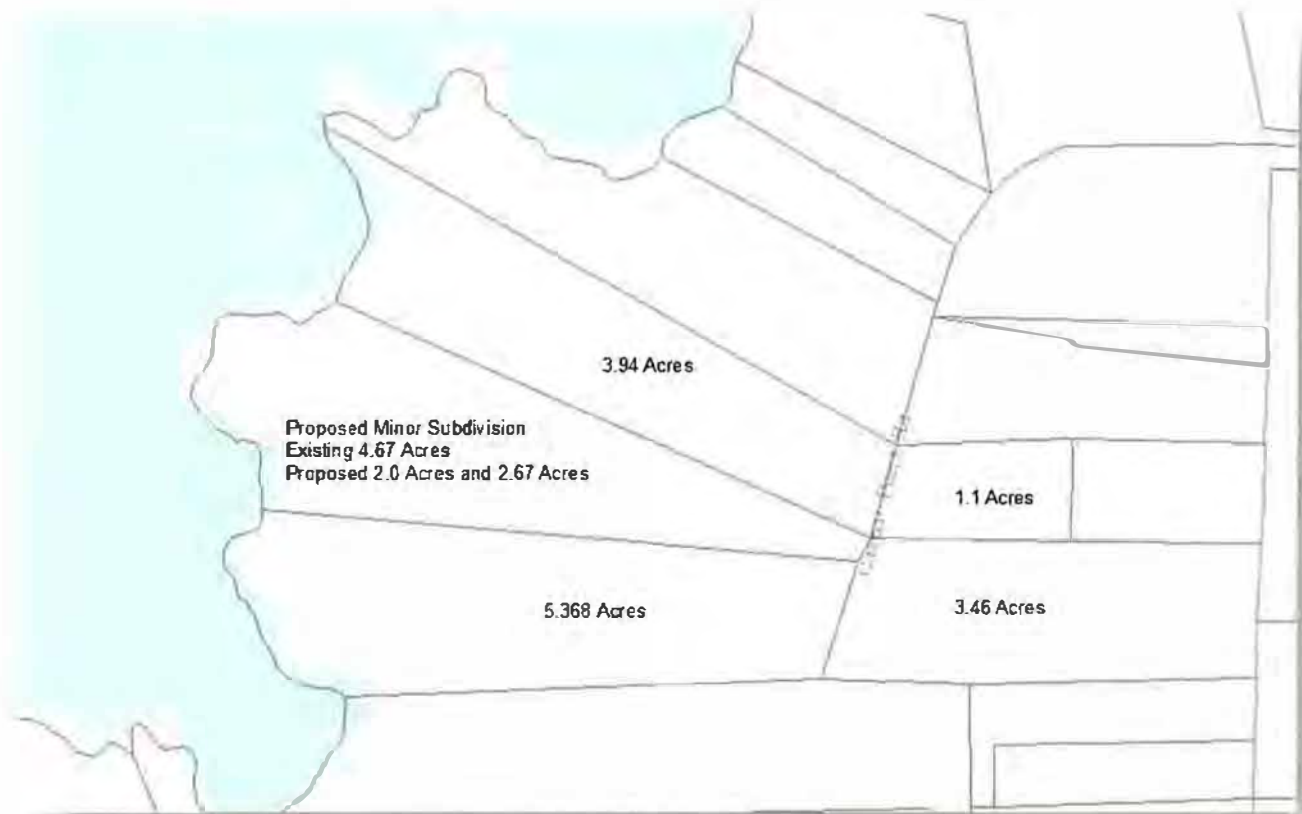 3.94 Acres
Proposed Minor Subdivision
Existing 4.67 Acres
Proposed 2.0 Acres and 2.67 Acres
1.1 Acres
5.368 Acres
3.46 Acres